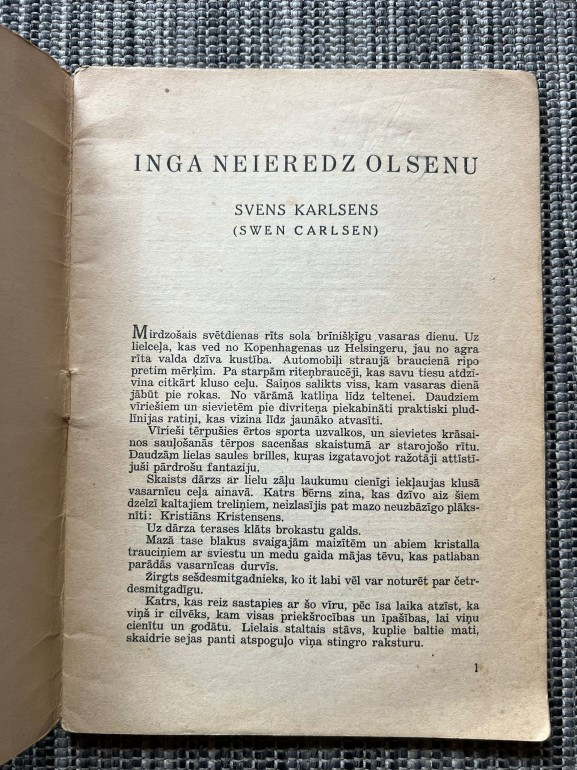 INGA NEIEREDZ OLSENU
SVENS KARLSENS
(SWEN CARLSEN)
Mirdzošais svētdienas rīts sola brīnišķīgu vasaras dienu. Uz
lielceļa, kas ved no Kopenhagenas uz Helsingeru, jau no agra
rīta valda dzīva kustība. Automobiļi straujā braucienā ripo
pretim mērķim. Pa starpām riteņbraucēji, kas savu tiesu atdzī-
vina citkārt kluso ceļu. Saiņos salikts viss, kam vasaras dienā
jābūt pie rokas. No vārāmā katliņa līdz teltenei. Daudziem
vīriešiem un sievietēm pie divriteņa piekabināti praktiski plud-
līnijas ratiņi, kas vizina līdz jaunāko atvasīti.
Vīrieši tērpušies ērtos sporta uzvalkos, un sievietes krāsai-
nos sauļošanās tērpos sacenšas skaistumā ar starojošo rītu.
Daudzām lielas saules brilles, kuŗas izgatavojot ražotāji attīstī-
juši pārdrošu fantaziju.
Skaists dārzs ar lielu zāļu laukumu cienīgi iekļaujas klusā
vasarnīcu ceļa ainavā. Katrs bērns zina, kas dzīvo aiz šiem
dzelzī kaltajiem treliņiem, neizlasījis pat mazo neuzbāzīgo plāks-
nīti: Kristiāns Kristensens.
Uz dārza terases klāts brokastu galds.
Mazā tase blakus svaigajām maizītēm un abiem kristalla
trauciņiem ar sviestu un medu gaida mājas tēvu, kas patlaban
parādās vasarnīcas durvīs.
Žirgts sešdesmitgadnieks, ko it labi vēl var noturēt par četr-
desmitgadīgu.
Katrs, kas reiz sastapies ar šo vīru, pēc īsa laika atzīst, ka
viņš ir cilvēks, kam visas priekšrocības un īpašības, lai viņu
cienītu un godātu. Lielais staltais stāvs, kuplie baltie mati,
skaidrie sejas panti atspoguļo viņa stingro raksturu.
1